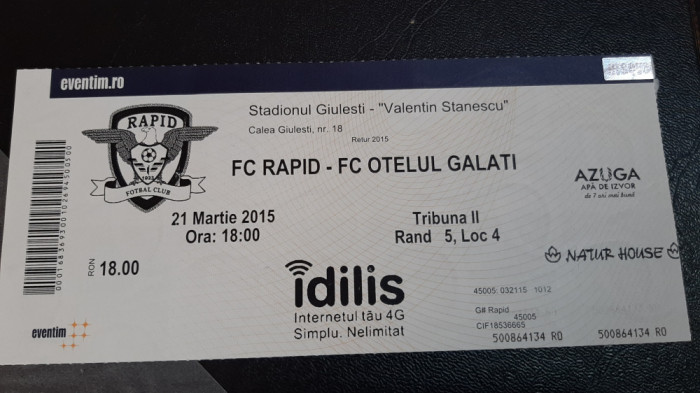 eventim.ro
Stadionul Giulesti - "Valentin Stanescu"
Calea Giulesti, nr. 18
Retur 2015
RAPID
1923
FOTBAL CLUB
FC RAPID - FC OTELUL GALATI
AZUGA
APĂ DE IZVOR
21 Martie 2015
Ora: 18:00
Tribuna II
Rand 5, Loc 4
RON 18.00
NATUR HOUSE
idilis
Internetul tău 4G
Simplu. Nelimitat
45005: 032115 1012
G# Rapid
45005
CIF18536665
500864134 RO 500864134 RO
eventim